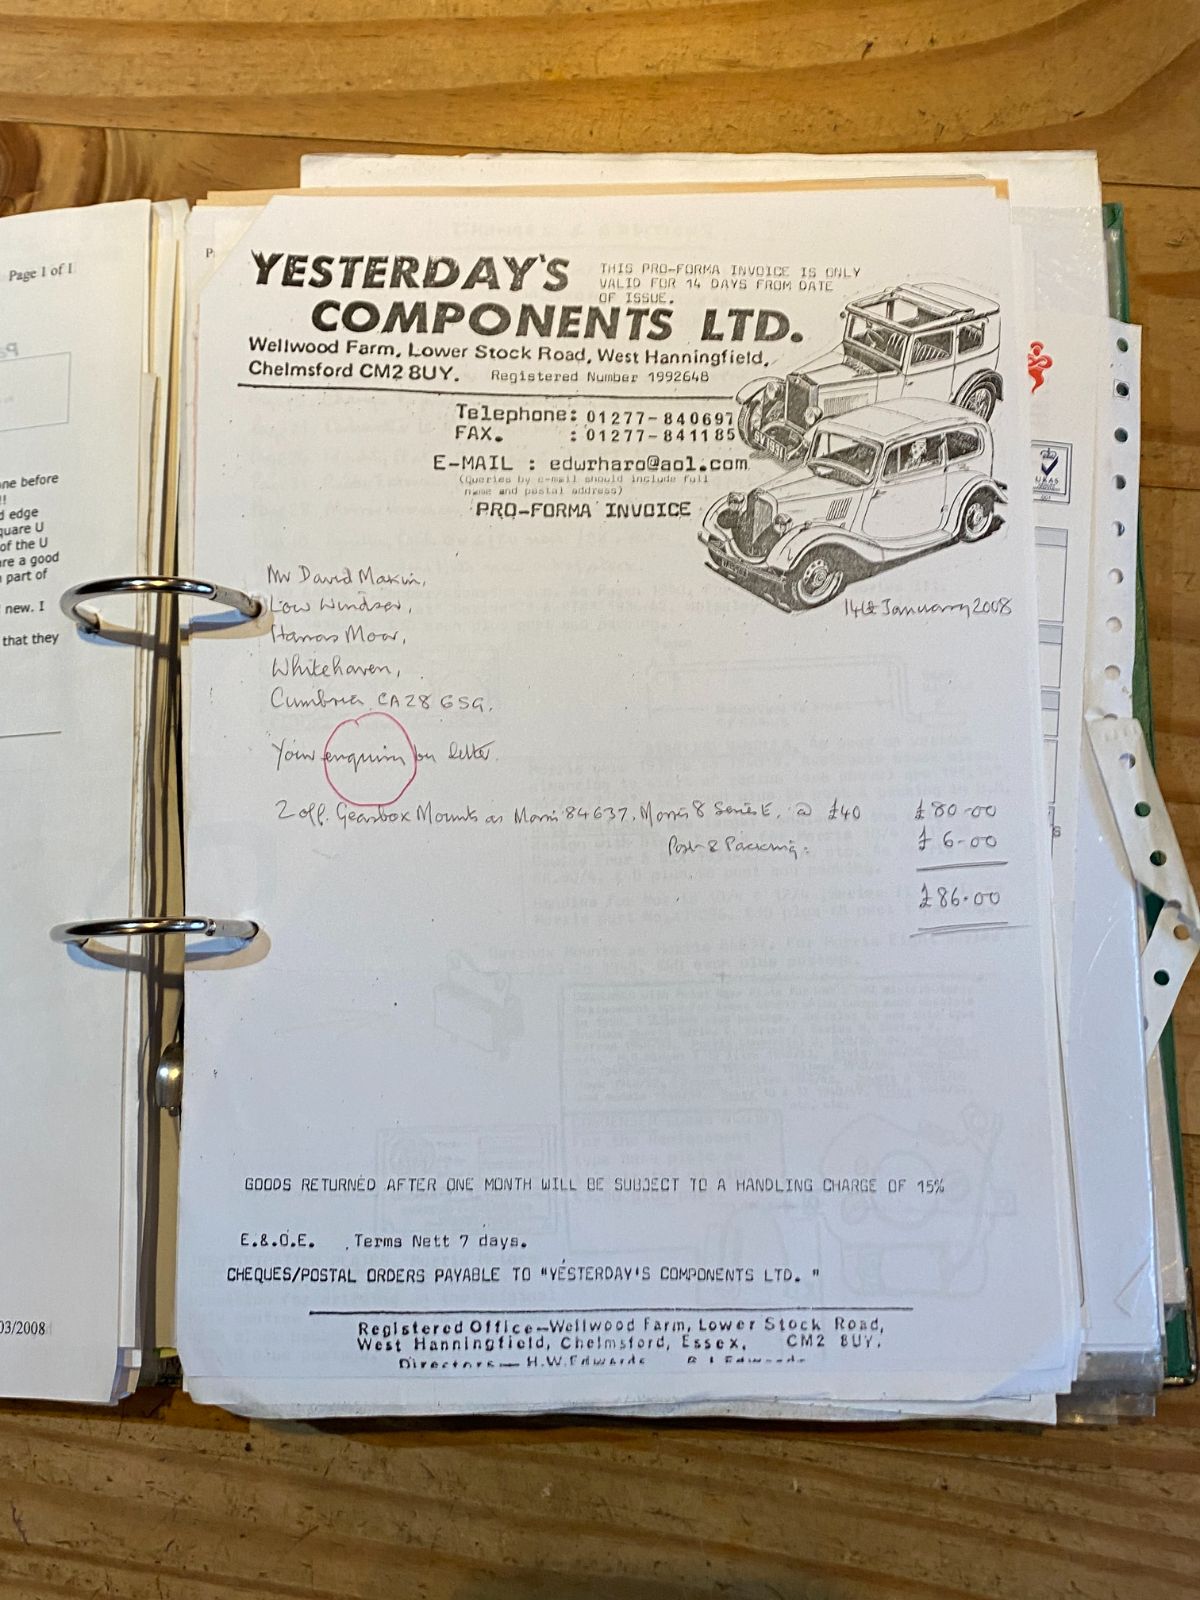 Page 1 of 1
ne before
!!
d edge
quare U
of the U
are a good
part of
new. I
that they
03/2008
YESTERDAY'S
COMPONENTS LTD.
THIS PRO-FORMA INVOICE IS ONLY
VALID FOR 14 DAYS FROM DATE
OF ISSUE.
Wellwood Farm, Lower Stock Road, West Hanningfield,
Chelmsford CM2 8UY. Registered Number 1992648
Telephone: 01277-840697
FAX. : 01277-841185
E-MAIL : edwrharo@aol.com
(Queries by e-mail should include full
name and postal address)
PRO-FORMA INVOICE
Mr David Makin,
Low Windser,
Harras Moor,
Whitehaven,
Cumbria CA28 6SG.
14th January 2008
Your enquiry by letter.
2 off. Gearbox Mounts as Morris 84637, Morris 8 Series E. @ £40 £80-00
Post & Packing: £ 6-00
£86-00
GOODS RETURNED AFTER ONE MONTH WILL BE SUBJECT TO A HANDLING CHARGE OF 15%
E.&.O.E. Terms Nett 7 days.
CHEQUES/POSTAL ORDERS PAYABLE TO "YESTERDAY'S COMPONENTS LTD. "
Registered Office-Wellwood Farm, Lower Stock Road,
West Hanningfield, Chelmsford, Essex, CM2 8UY.
Directors- H.W.Edwards
UKAS